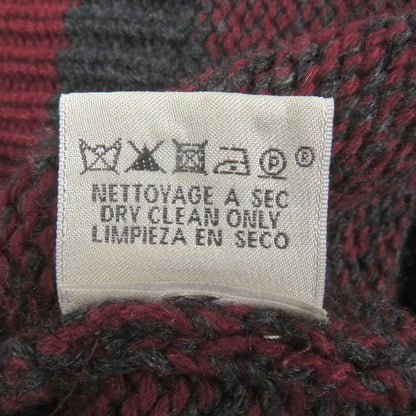 P ®
NETTOYAGE A SEC
DRY CLEAN ONLY
LIMPIEZA EN SECO